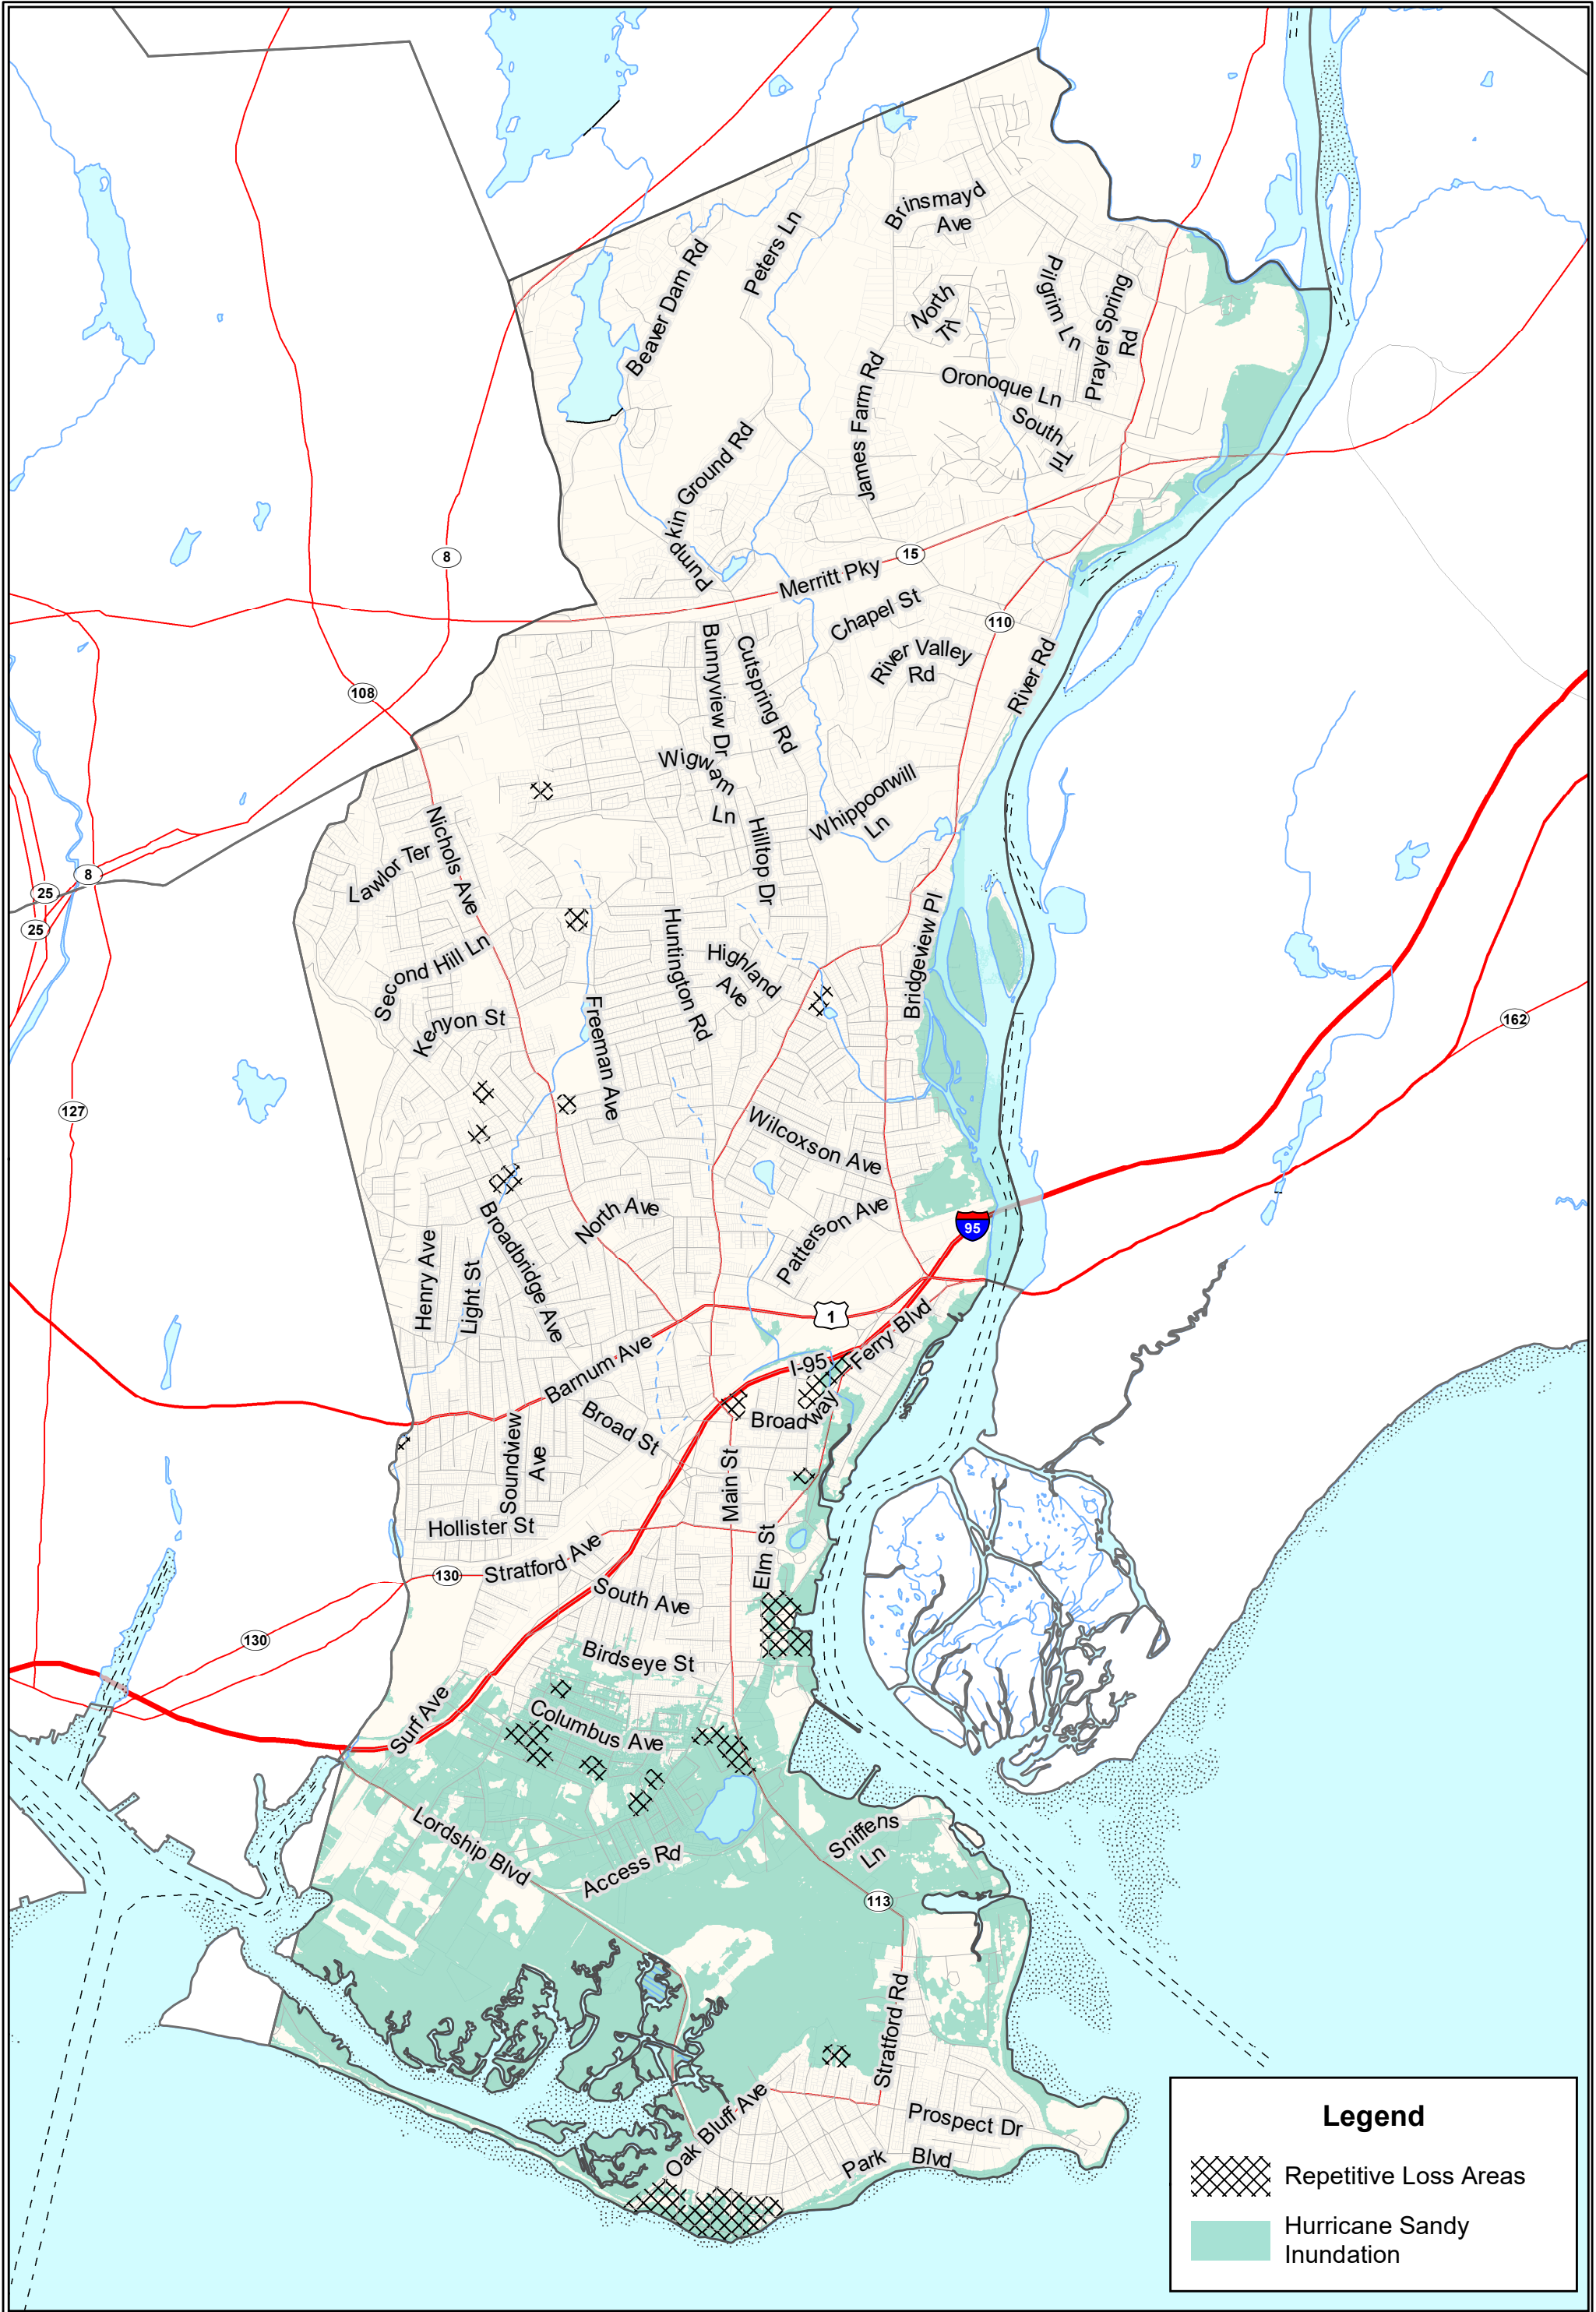 Brinsmayd
Ave
Peters Ln
Beaver Dam Rd
Pilgrim Ln
Prayer Spring
Rd
North
Trl
Oronoque Ln
James Farm Rd
South
Trl
Pumpkin Ground Rd
8
15
Merritt Pky
Chapel St
110
River Valley
Rd
River Rd
108
Bunnyview Dr
Cutspring Rd
Wigwam
Ln
Whippoorwill
Ln
Hilltop Dr
Nichols Ave
Lawlor Ter
8
25
25
Second Hill Ln
Huntington Rd
Highland
Ave
Bridgeview Pl
Kenyon St
Freeman Ave
162
127
Wilcoxson Ave
Patterson Ave
North Ave
95
Broadbridge Ave
Henry Ave
Light St
1
Ferry Blvd
I-95
Barnum Ave
Broadway
Broad St
Soundview
Ave
Main St
Hollister St
Elm St
Stratford Ave
130
South Ave
130
Birdseye St
Surf Ave
Columbus Ave
Lordship Blvd
Sniffens
Ln
Access Rd
113
Stratford Rd
Oak Bluff Ave
Prospect Dr
Park Blvd
Legend
Repetitive Loss Areas
Hurricane Sandy
Inundation